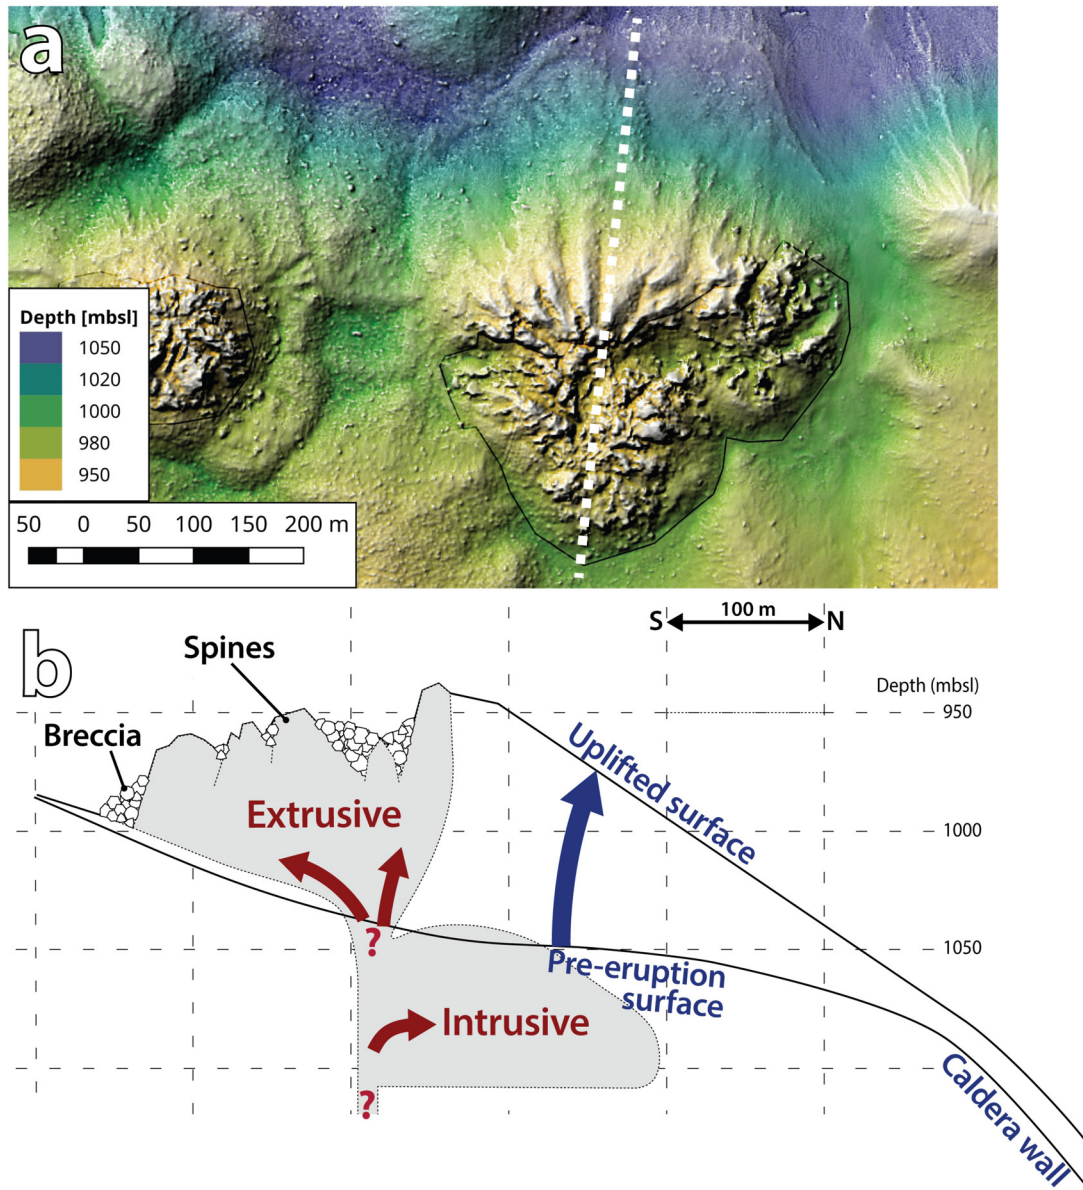 a
Depth [mbsl]
1050
1020
1000
980
950
50 0 50 100 150 200 m
b
S 100 m N
Spines
Depth (mbsl)
950
Breccia
Uplifted surface
Extrusive
1000
?
1050
Pre-eruption
surface
Intrusive
?
Caldera wall